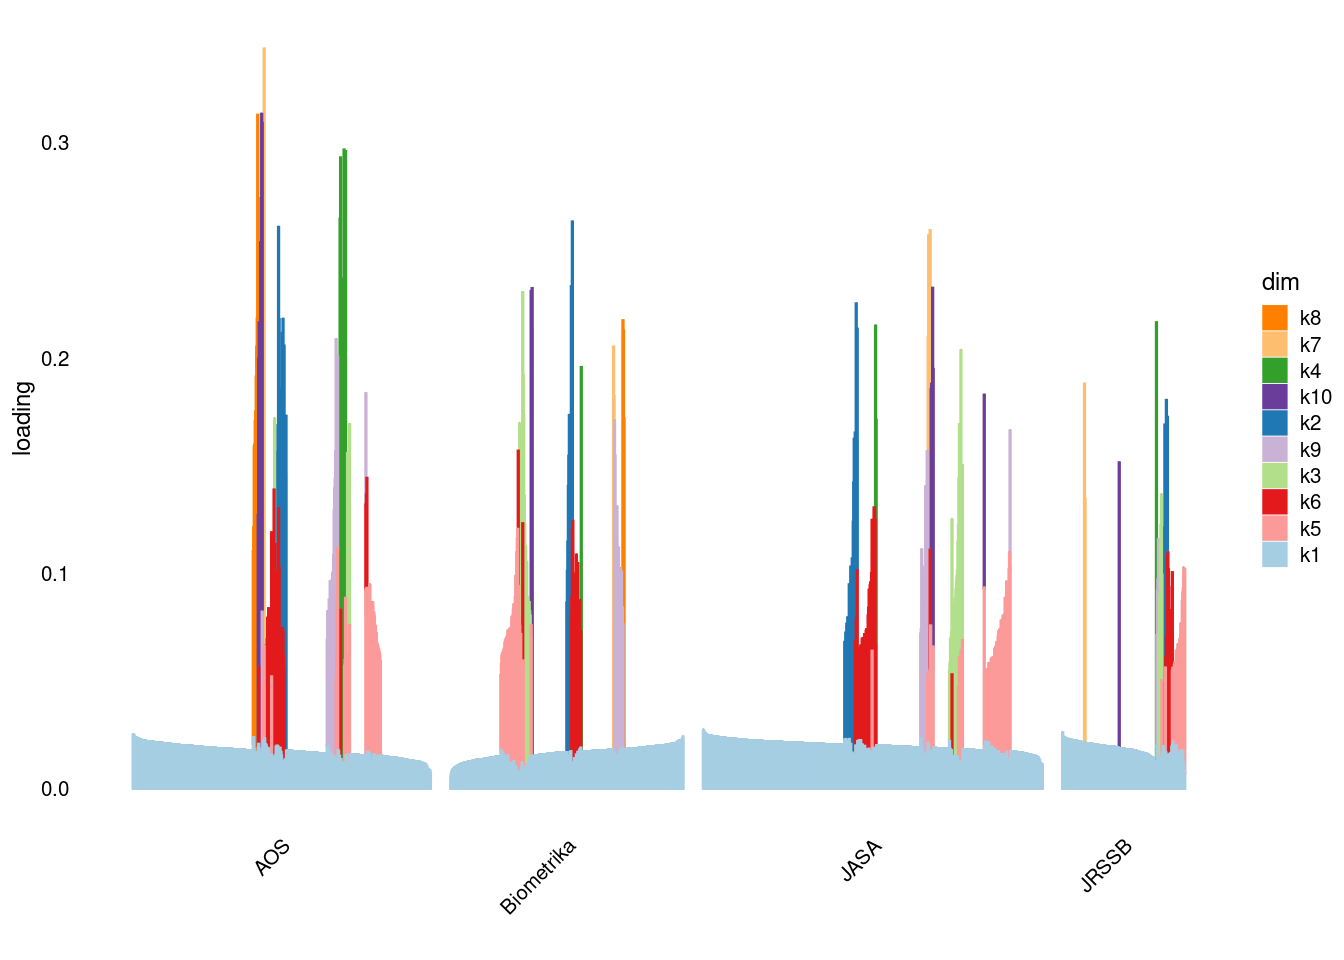 loading
0.3
0.2
0.1
0.0
AOS
Biometrika
JASA
JRSSB
dim
k8
k7
k4
k10
k2
k9
k3
k6
k5
k1